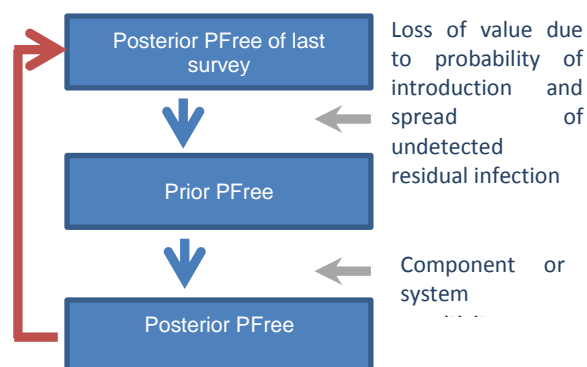 Posterior PFree of last
survey
Loss of value due
to probability of
introduction and
spread of
undetected
residual infection
Prior PFree
Component or
system
Posterior PFree